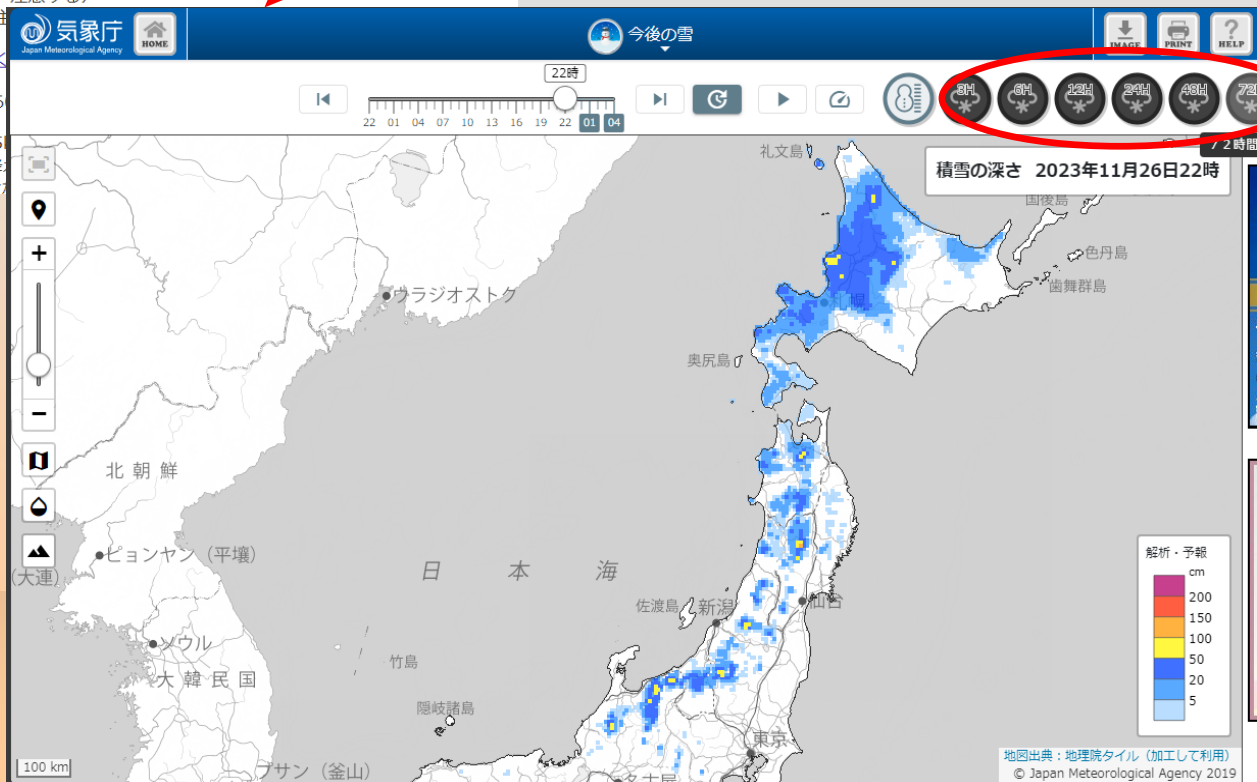 気象庁
Japan Meteorological Agency
HOME
今後の雪
IMAGE
PRINT
HELP
22時
22 01 04 07 10 13 16 19 22 01 04
3H
6H
12H
24H
48H
72H
72時間
積雪の深さ 2023年11月26日22時
礼文島
国後島
色丹島
歯舞群島
ウラジオストク
札幌
奥尻島
北朝鮮
ピョンヤン（平壌）
(大連)
日本海
佐渡島
新潟
仙台
ソウル
大韓民国
竹島
隠岐諸島
東京
名古屋
プサン（釜山）
解析・予報
cm
200
150
100
50
20
5
100 km
地図出典：地理院タイル（加工して利用）
© Japan Meteorological Agency 2019